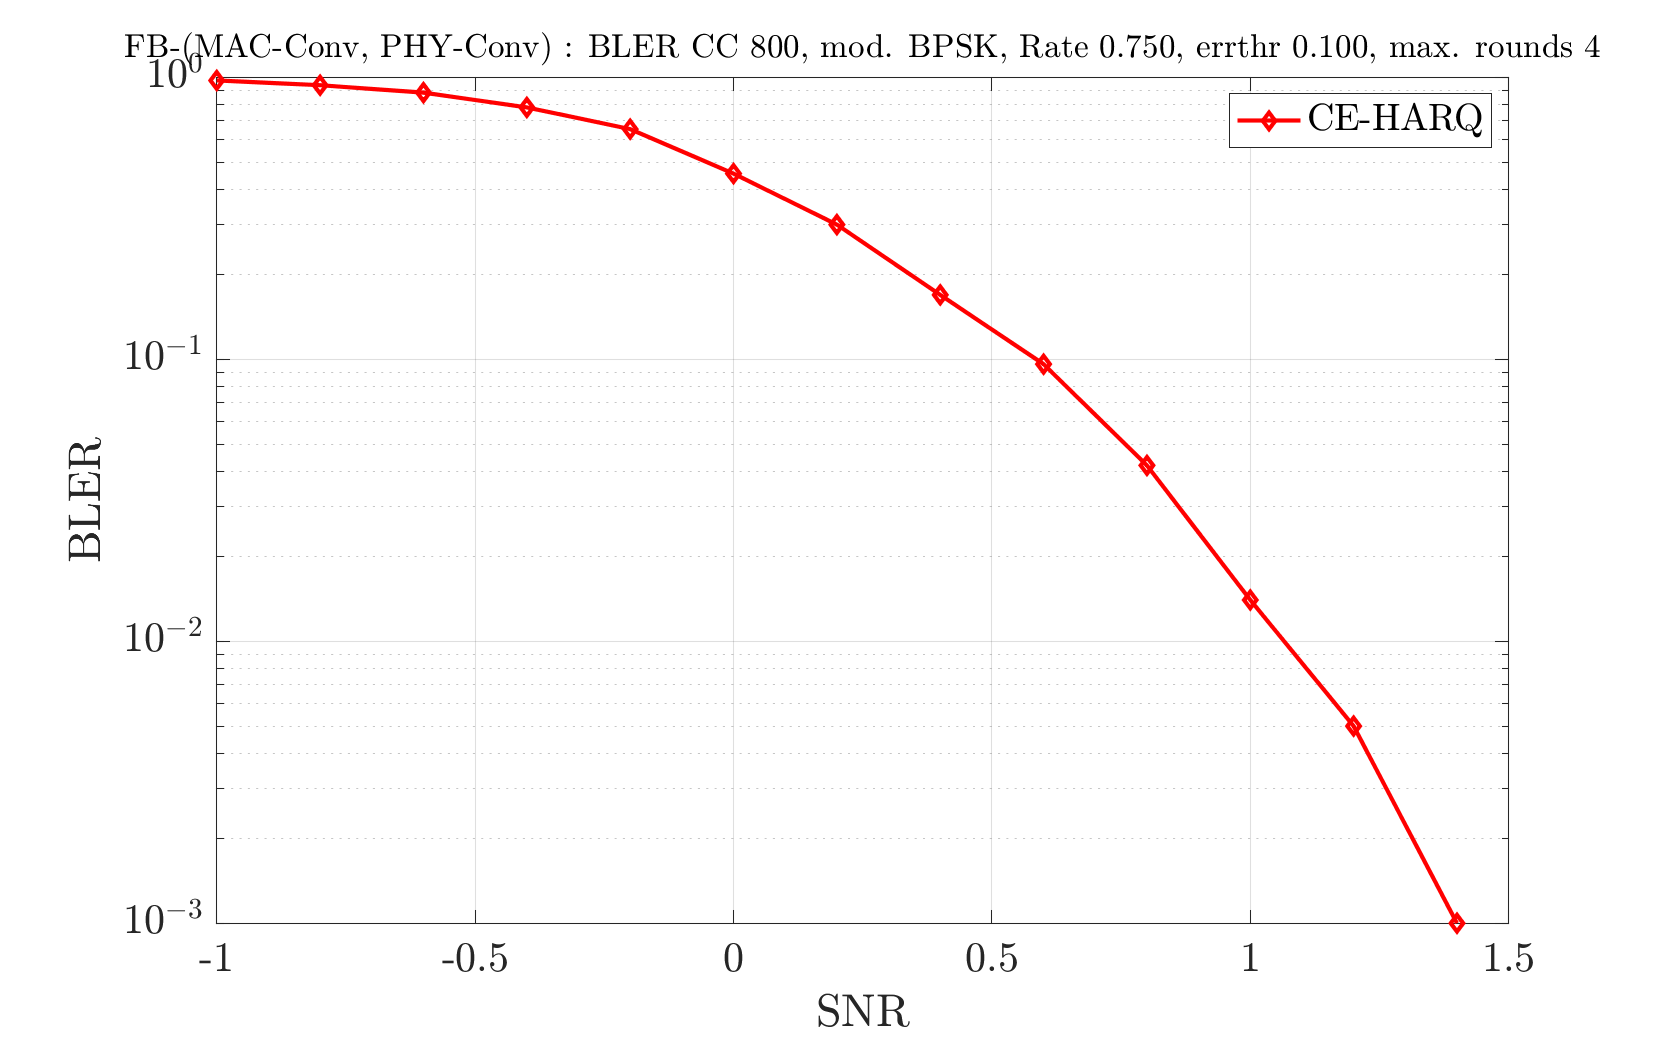 FB-(MAC-Conv, PHY-Conv) : BLER CC 800, mod. BPSK, Rate 0.750, errthr 0.100, max. rounds 4
10⁰
CE-HARQ
10⁻¹
BLER
10⁻²
10⁻³
-1 -0.5 0 0.5 1 1.5
SNR